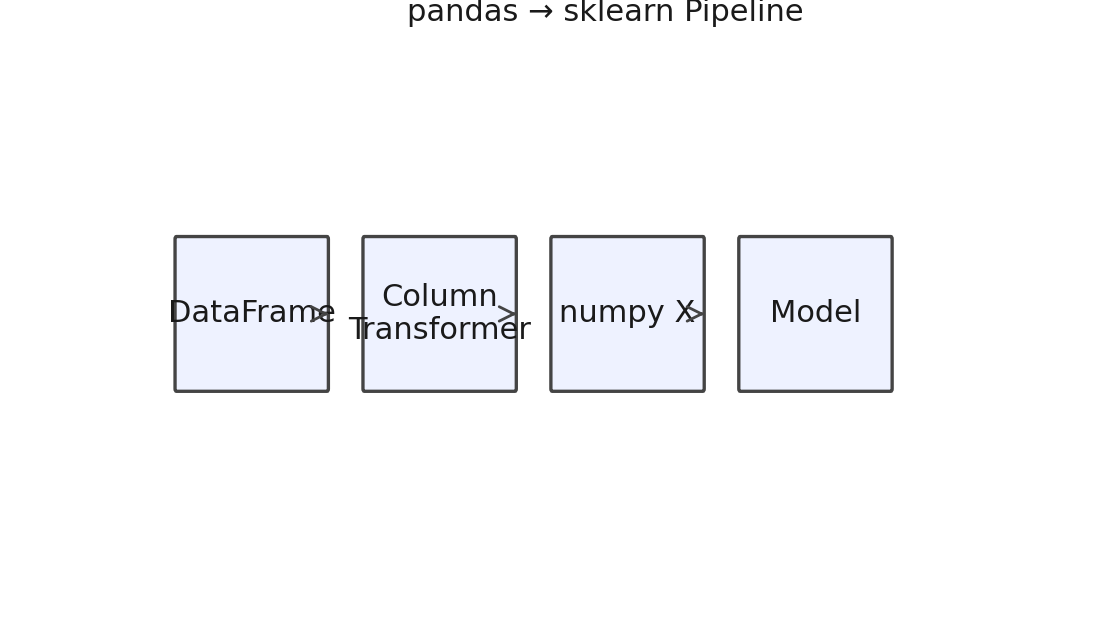 pandas → sklearn Pipeline
DataFrame
Column
Transformer
numpy X
Model